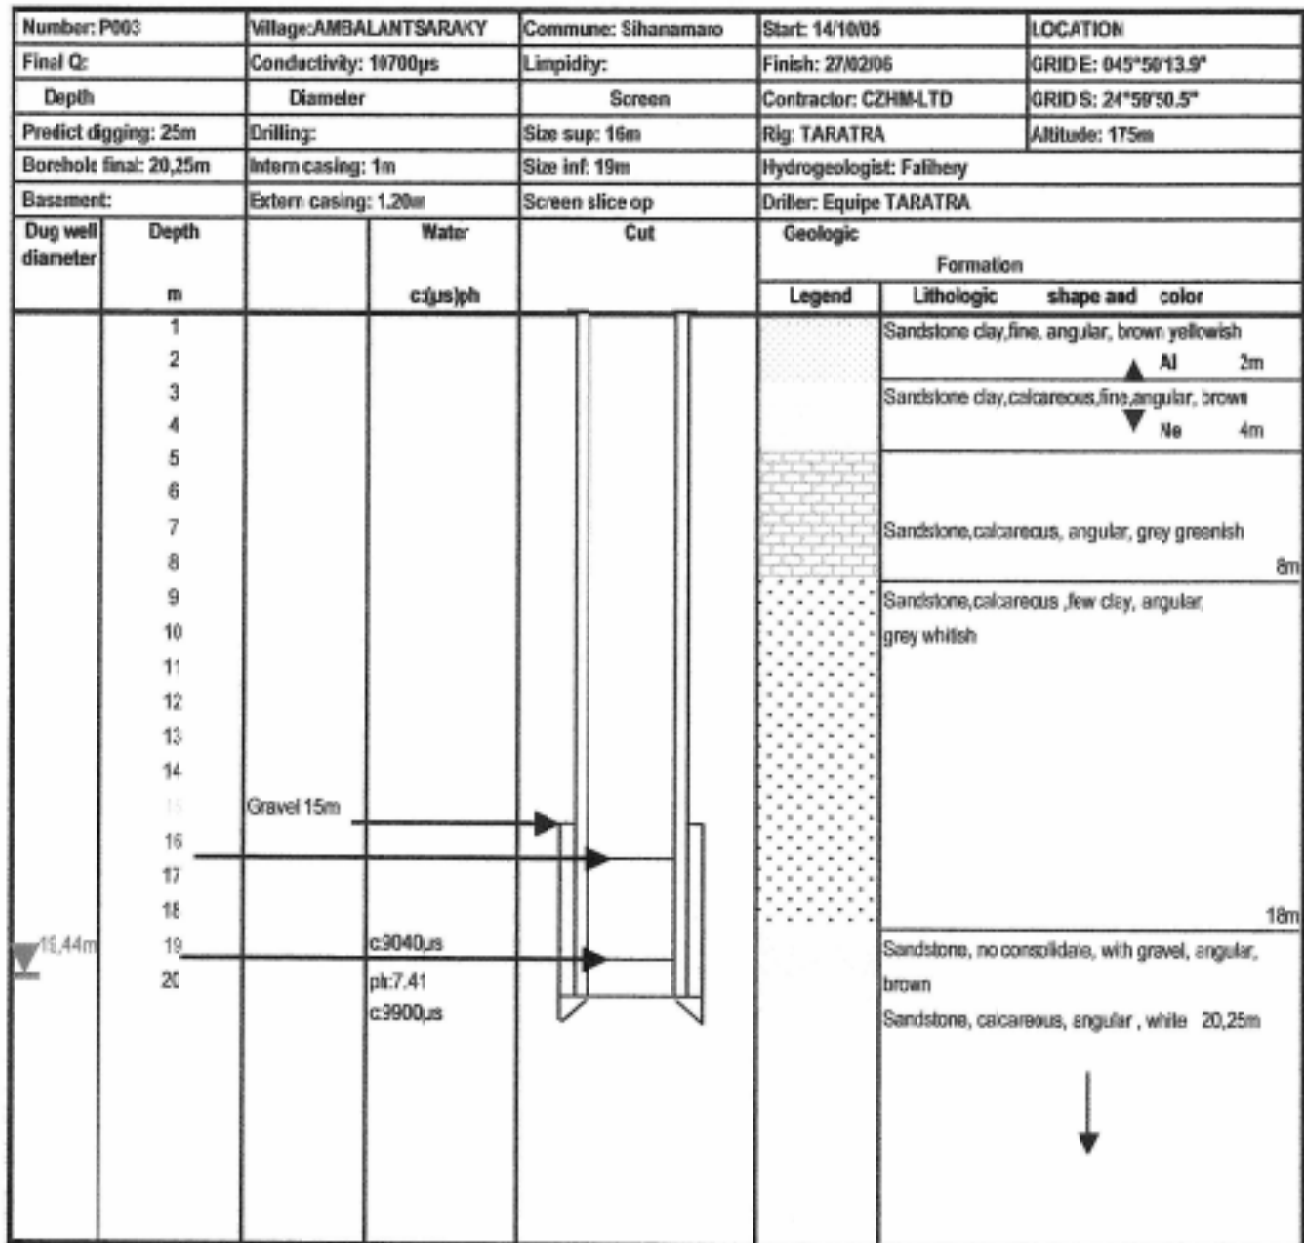 Number: P003 Village:AMBALANTSARAKY Commune: Sihanamaro Start: 14/10/05 LOCATION
Final Q: Conductivity: 10700µs Limpidity: Finish: 27/02/06 GRID E: 045°50'13.9"
Depth Diameter Screen Contractor: CZHM-LTD GRID S: 24°59'50.5"
Predict digging: 25m Drilling: Size sup: 16m Rig: TARATRA Altitude: 175m
Borehole final: 20,25m Intern casing: 1m Size inf: 19m Hydrogeologist: Falihery
Basement: Extern casing: 1.20m Screen slice op Driller: Equipe TARATRA
Dug well Depth Water Cut Geologic
diameter Formation
m c:(µs)ph Legend Lithologic shape and color
1 Sandstone clay,fine, angular, brown yellowish
2 Al 2m
3 Sandstone clay,calcareous,fine,angular, brown
4 Ne 4m
5
6
7 Sandstone,calcareous, angular, grey greenish
8 8m
9 Sandstone,calcareous ,few clay, angular,
10 grey whitish
11
12
13
14
15 Gravel 15m
16
17
18 18m
19 c:9040µs Sandstone, no consolidate, with gravel, angular,
20 ph:7.41 brown
c:9900µs Sandstone, calcareous, angular , white 20,25m